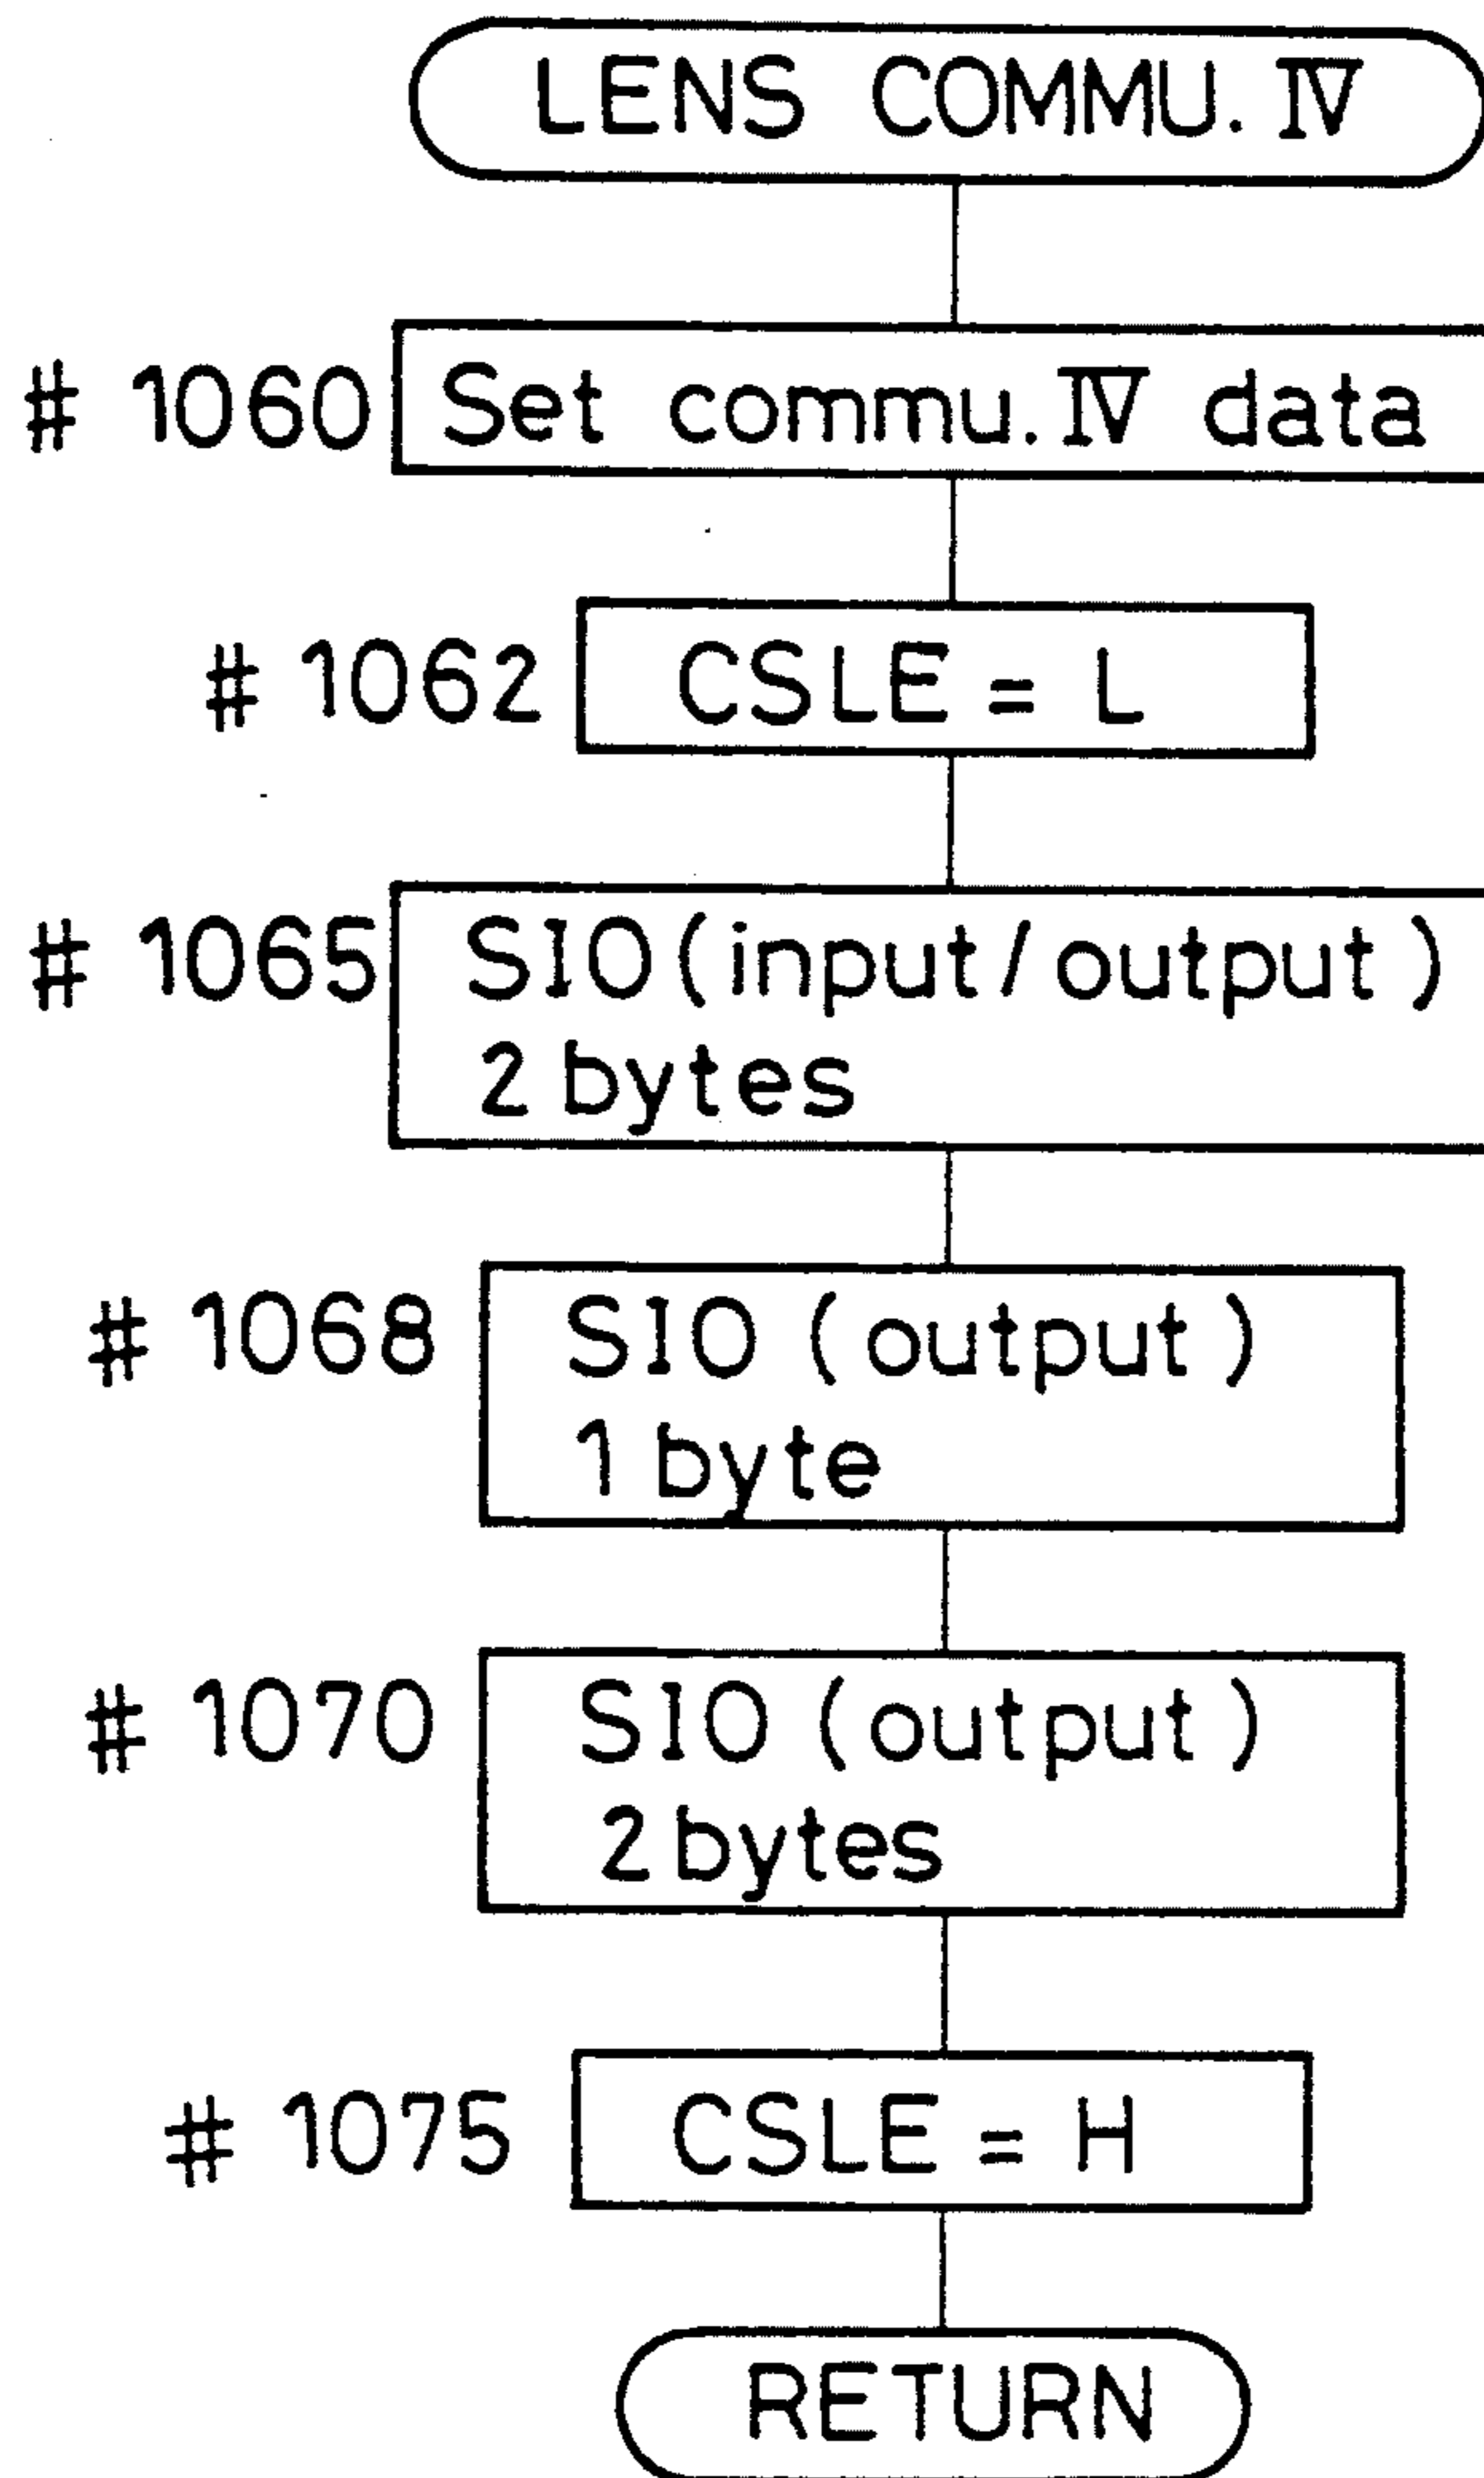 LENS COMMU. IV
# 1060 Set commu. IV data
# 1062 CSLE = L
# 1065 SIO (input/output)
2 bytes
# 1068 SIO (output)
1 byte
# 1070 SIO (output)
2 bytes
# 1075 CSLE = H
RETURN